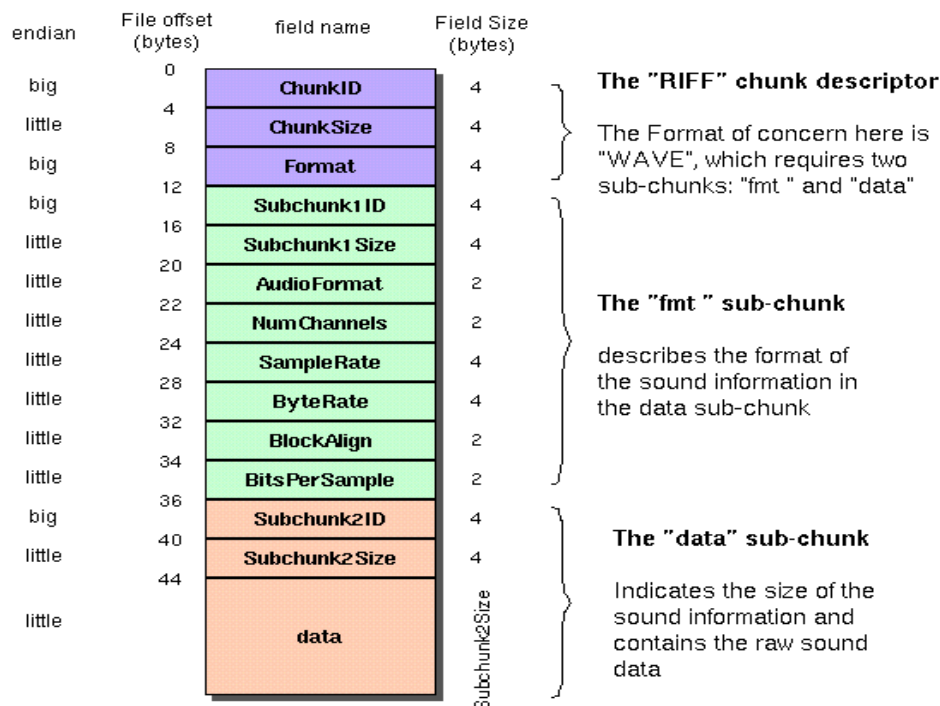 endian
File offset
(bytes)
field name
Field Size
(bytes)
0
big
ChunkID
4
4
little
ChunkSize
4
8
big
Format
4
12
big
Subchunk1ID
4
16
little
Subchunk1Size
4
20
little
AudioFormat
2
22
little
NumChannels
2
24
little
SampleRate
4
28
little
ByteRate
4
32
little
BlockAlign
2
34
little
BitsPerSample
2
36
big
Subchunk2ID
4
40
little
Subchunk2Size
4
44
little
data
Subchunk2Size
The "RIFF" chunk descriptor
The Format of concern here is
"WAVE", which requires two
sub-chunks: "fmt " and "data"
The "fmt " sub-chunk
describes the format of
the sound information in
the data sub-chunk
The "data" sub-chunk
Indicates the size of the
sound information and
contains the raw sound
data